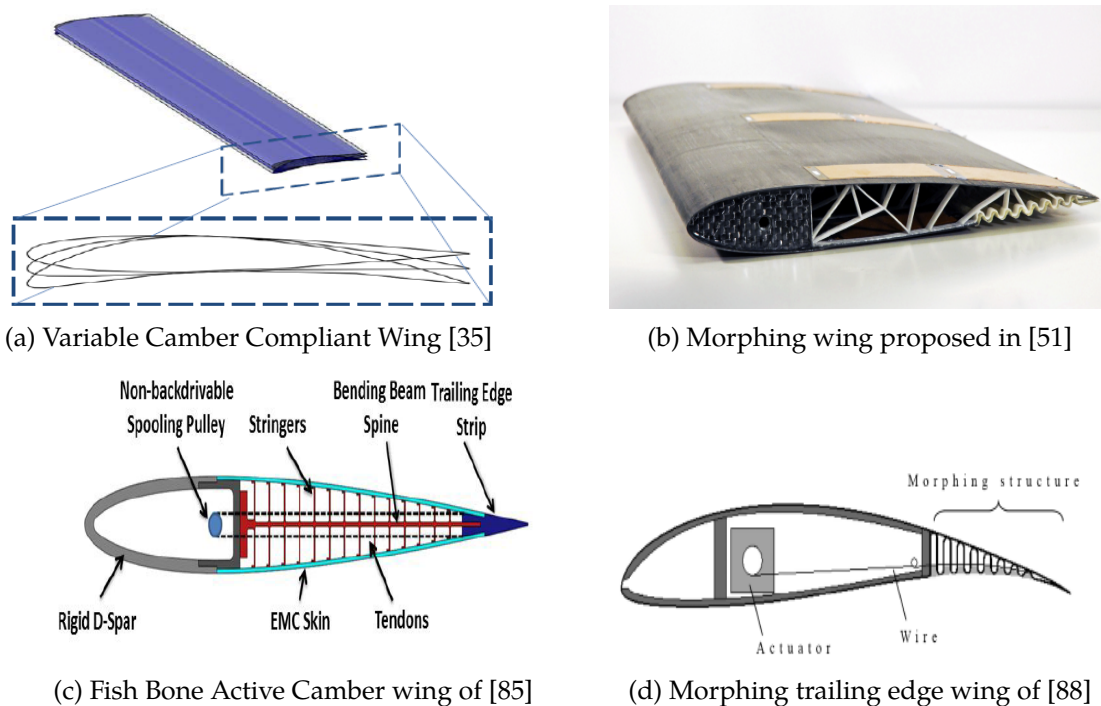 (a) Variable Camber Compliant Wing [35]
(b) Morphing wing proposed in [51]
Non-backdrivable
Spooling Pulley
Stringers
Bending Beam
Spine
Trailing Edge
Strip
Rigid D-Spar
EMC Skin
Tendons
Morphing structure
Actuator
Wire
(c) Fish Bone Active Camber wing of [85]
(d) Morphing trailing edge wing of [88]